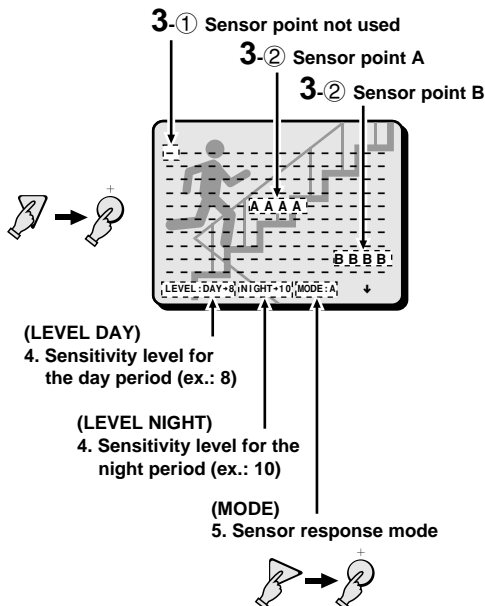 3-① Sensor point not used
3-② Sensor point A
3-② Sensor point B
+
A A A A
B B B B
LEVEL:DAY→8 NIGHT→10 MODE:A ↓
(LEVEL DAY)
4. Sensitivity level for
the day period (ex.: 8)
(LEVEL NIGHT)
4. Sensitivity level for the
night period (ex.: 10)
(MODE)
5. Sensor response mode
+